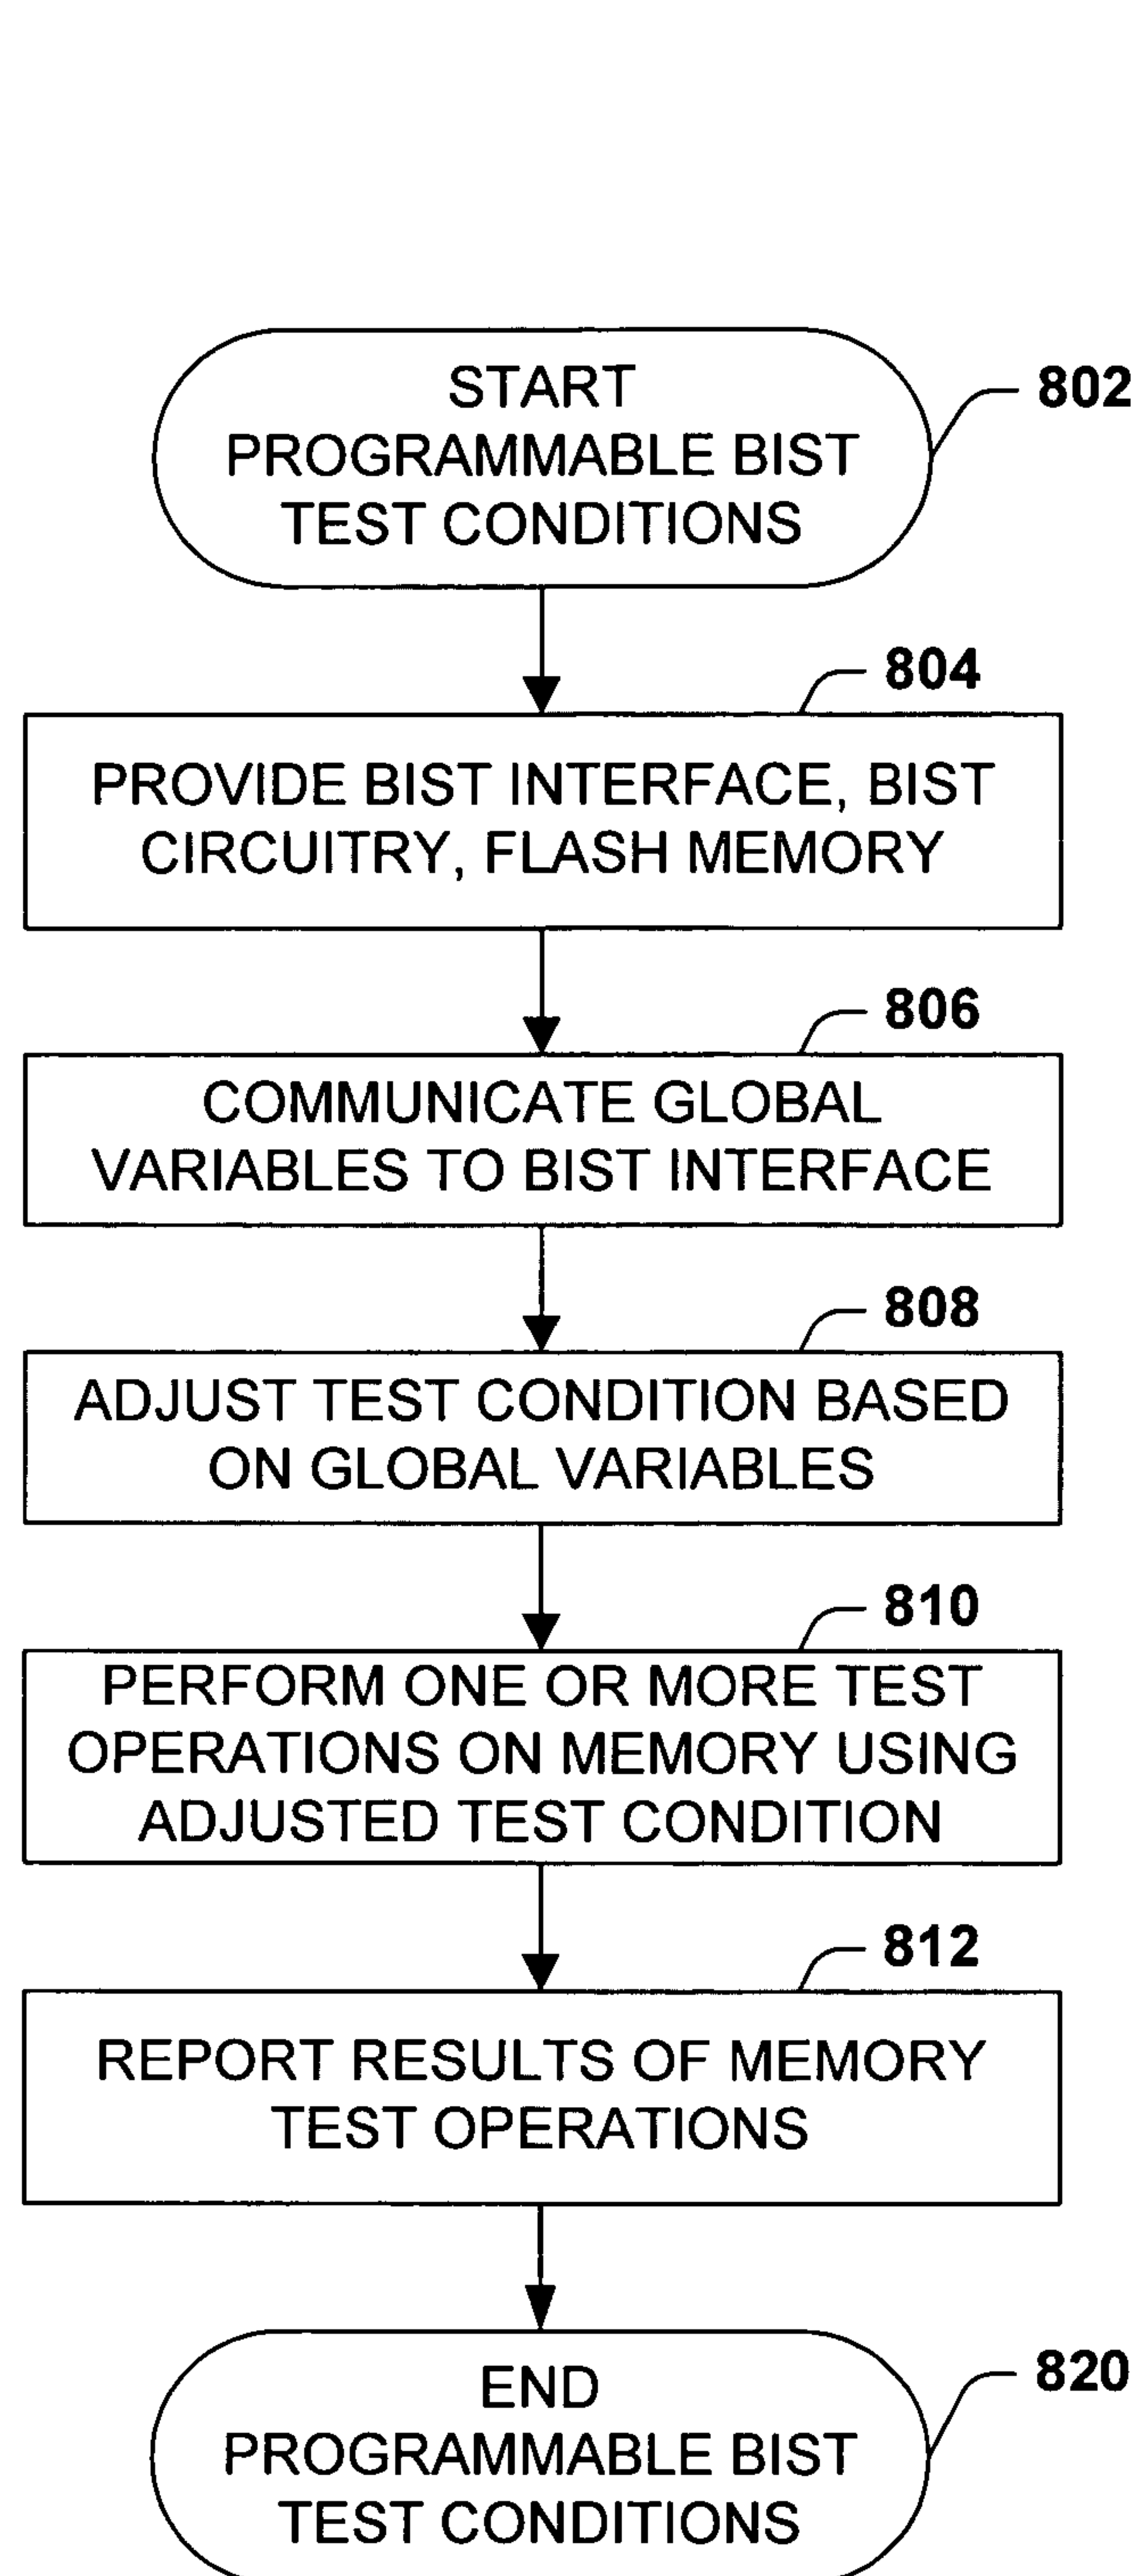 START
PROGRAMMABLE BIST
TEST CONDITIONS
802
804
PROVIDE BIST INTERFACE, BIST
CIRCUITRY, FLASH MEMORY
806
COMMUNICATE GLOBAL
VARIABLES TO BIST INTERFACE
808
ADJUST TEST CONDITION BASED
ON GLOBAL VARIABLES
810
PERFORM ONE OR MORE TEST
OPERATIONS ON MEMORY USING
ADJUSTED TEST CONDITION
812
REPORT RESULTS OF MEMORY
TEST OPERATIONS
END
PROGRAMMABLE BIST
TEST CONDITIONS
820